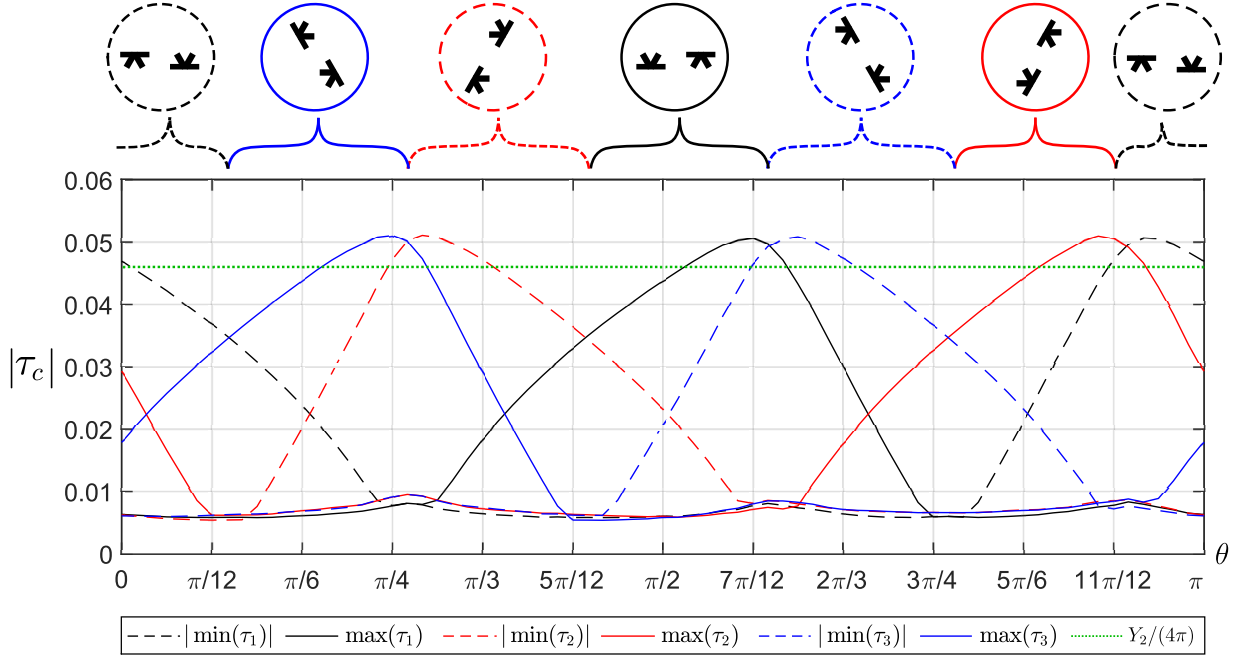 0.06
0.05
0.04
|τc| 0.03
0.02
0.01
0 θ
0 π/12 π/6 π/4 π/3 5π/12 π/2 7π/12 2π/3 3π/4 5π/6 11π/12 π
|min(τ1)| max(τ1) |min(τ2)| max(τ2) |min(τ3)| max(τ3) Y2/(4π)